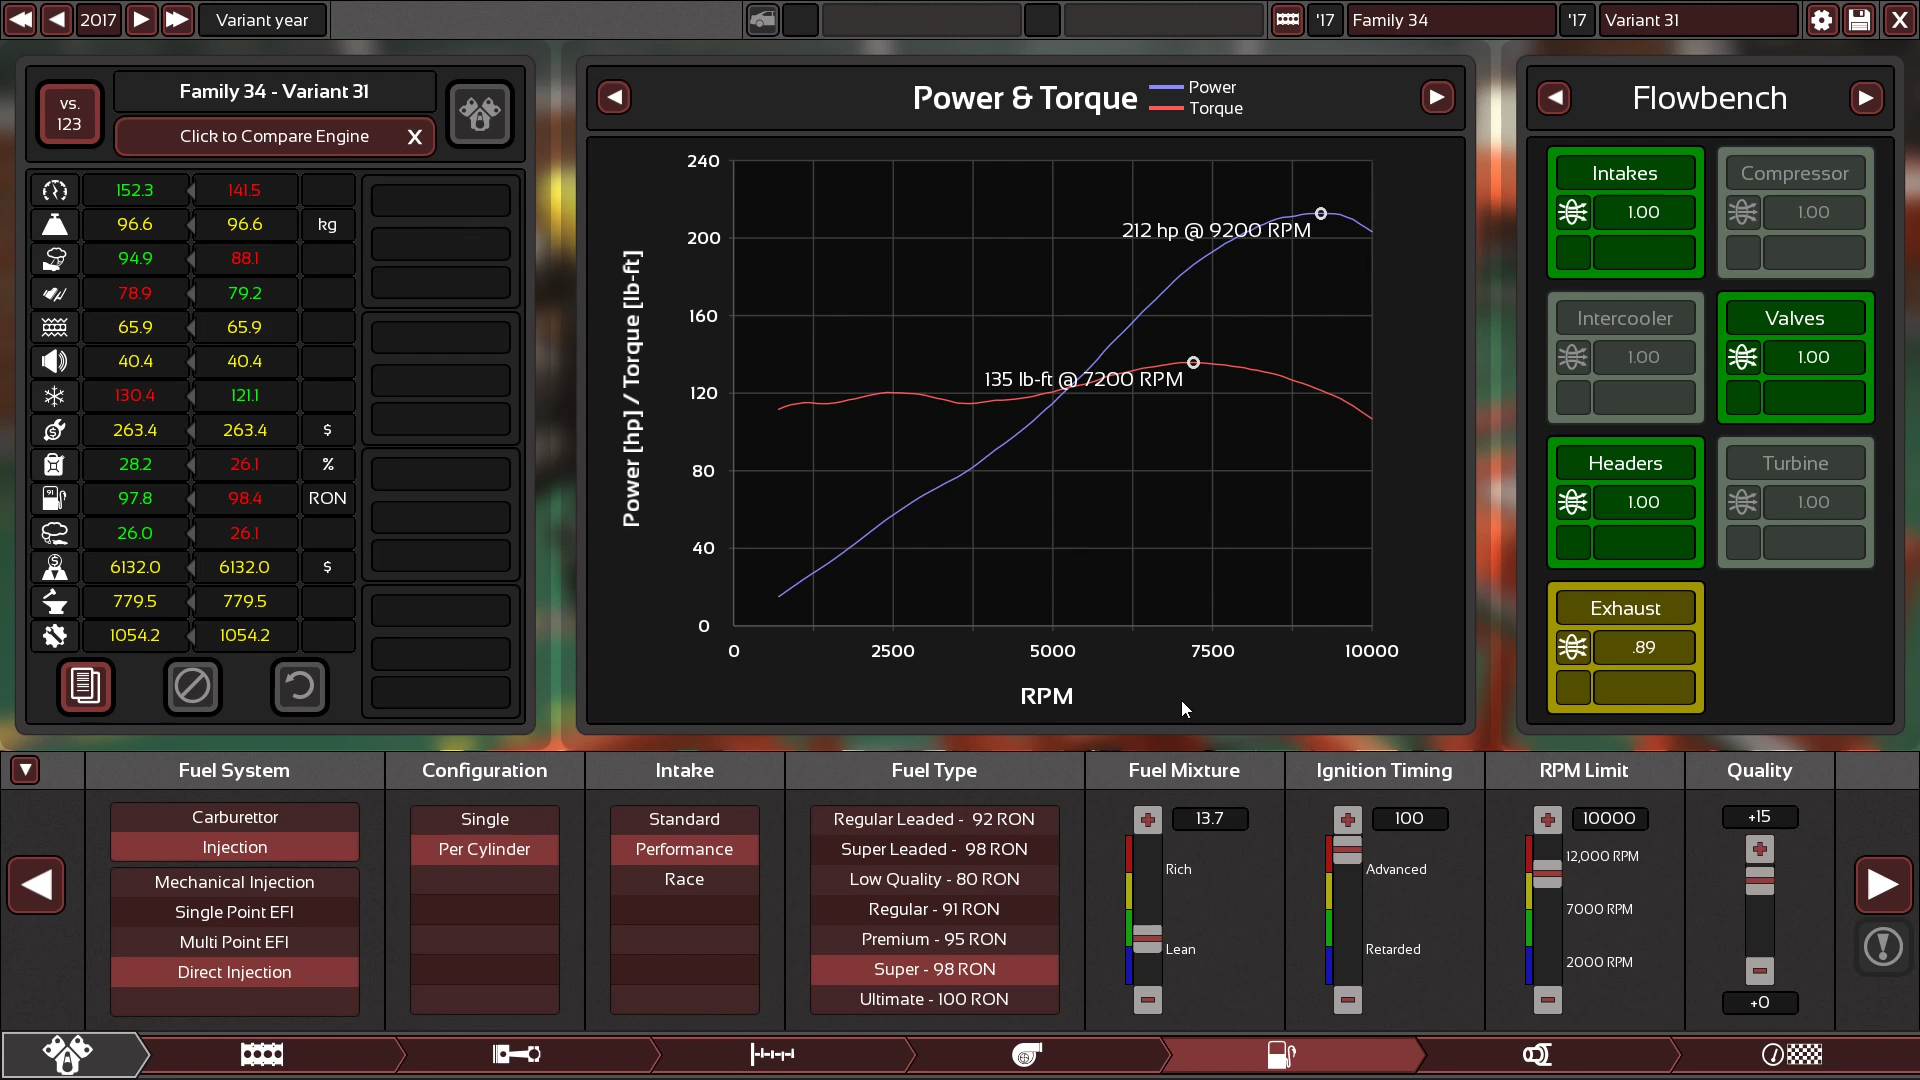 2017
Variant year
'17
Family 34
'17
Variant 31
X
vs.
123
Family 34 - Variant 31
Click to Compare Engine X
152.3 141.5
96.6 96.6 kg
94.9 88.1
78.9 79.2
65.9 65.9
40.4 40.4
130.4 121.1
263.4 263.4 $
28.2 26.1 %
97.8 98.4 RON
26.0 26.1
6132.0 6132.0 $
779.5 779.5
1054.2 1054.2
Power & Torque
Power
Torque
Power [hp] / Torque [lb-ft]
240
200
160
120
80
40
0
212 hp @ 9200 RPM
135 lb-ft @ 7200 RPM
0 2500 5000 7500 10000
RPM
Flowbench
Intakes
1.00
Compressor
1.00
Intercooler
1.00
Valves
1.00
Headers
1.00
Turbine
1.00
Exhaust
.89
Fuel System
Carburettor
Injection
Mechanical Injection
Single Point EFI
Multi Point EFI
Direct Injection
Configuration
Single
Per Cylinder
Intake
Standard
Performance
Race
Fuel Type
Regular Leaded - 92 RON
Super Leaded - 98 RON
Low Quality - 80 RON
Regular - 91 RON
Premium - 95 RON
Super - 98 RON
Ultimate - 100 RON
Fuel Mixture
13.7
Rich
Lean
Ignition Timing
100
Advanced
Retarded
RPM Limit
10000
12,000 RPM
7000 RPM
2000 RPM
Quality
+15
+0